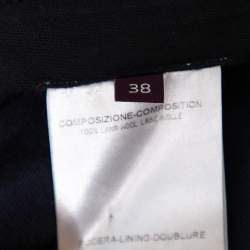 38
COMPOSIZIONE-COMPOSITION
100% LANA WOOL LAINE WOLLE
FODERA-LINING-DOUBLURE